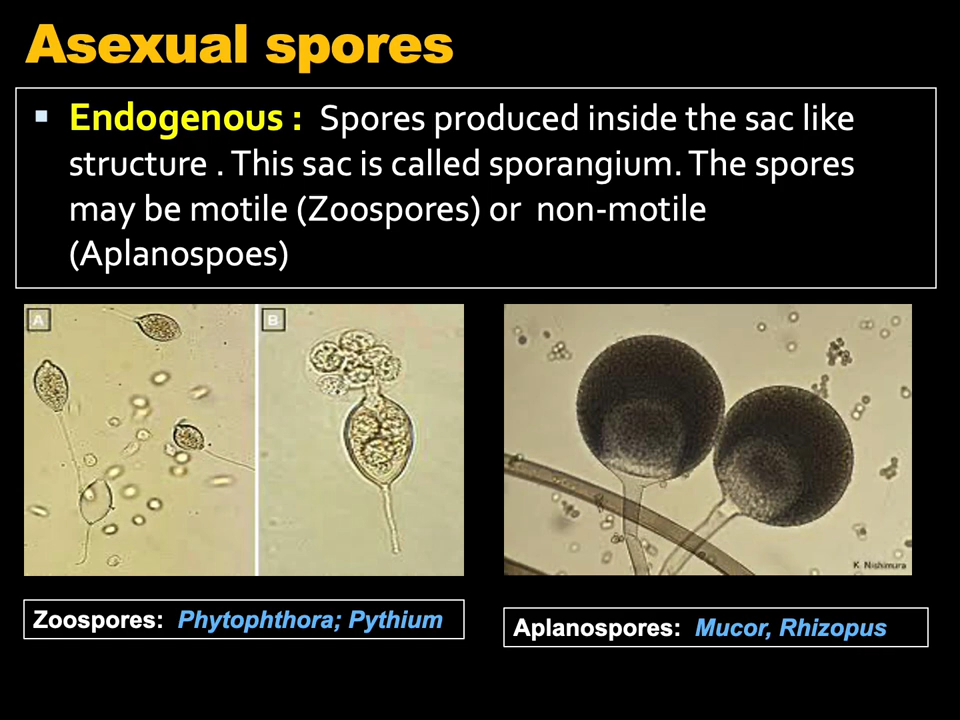 Asexual spores
▪ Endogenous : Spores produced inside the sac like
structure . This sac is called sporangium. The spores
may be motile (Zoospores) or non-motile
(Aplanospoes)
A
B
K. Nishimura
Zoospores: Phytophthora; Pythium
Aplanospores: Mucor, Rhizopus